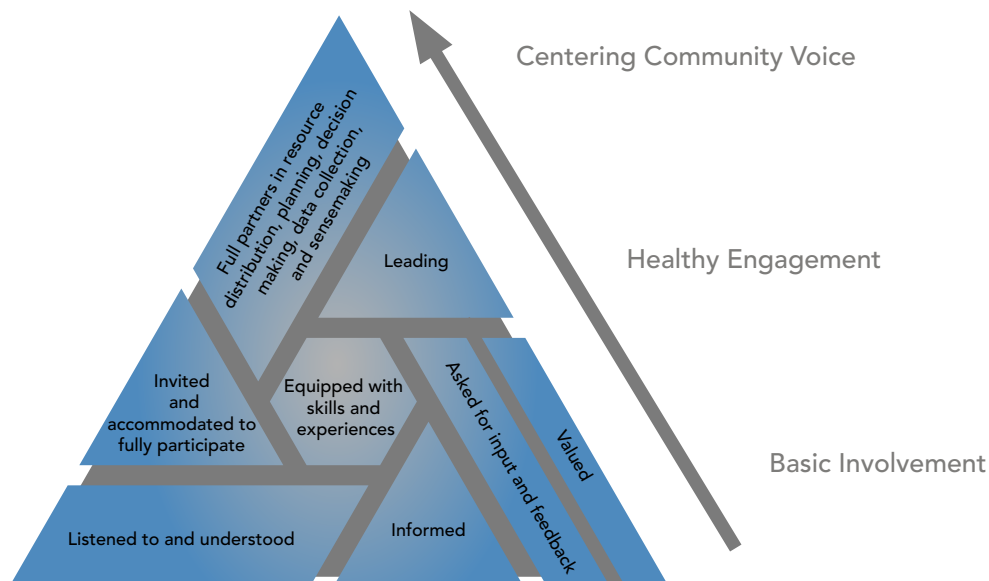 Centering Community Voice
Full partners in resource
distribution, planning, decision
making, data collection,
and sensemaking
Leading
Healthy Engagement
Invited
and
accommodated to
fully participate
Equipped with
skills and
experiences
Asked for input and feedback
Valued
Basic Involvement
Listened to and understood
Informed